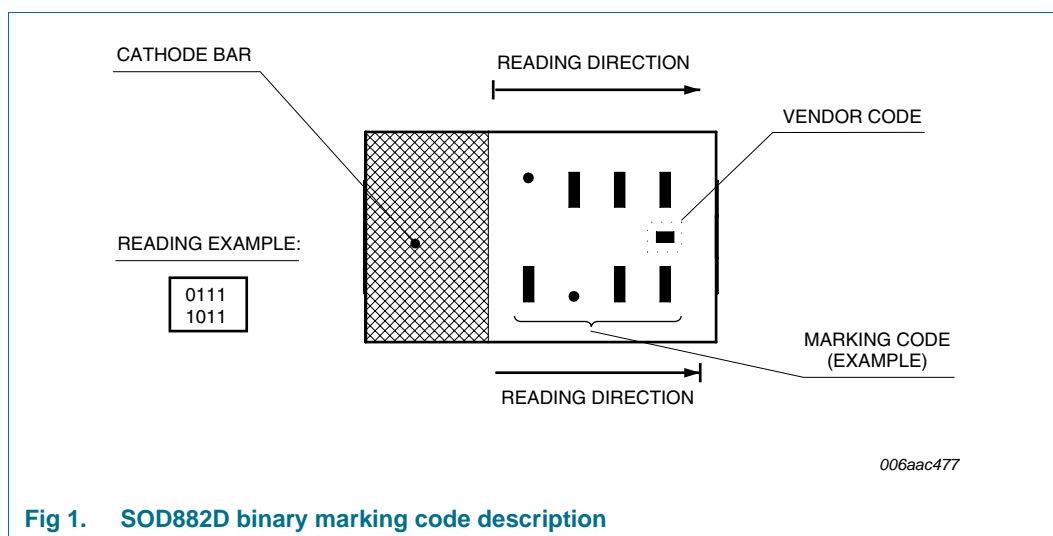 CATHODE BAR
READING DIRECTION
VENDOR CODE
READING EXAMPLE:
0111
1011
MARKING CODE
(EXAMPLE)
READING DIRECTION
006aac477
Fig 1. SOD882D binary marking code description